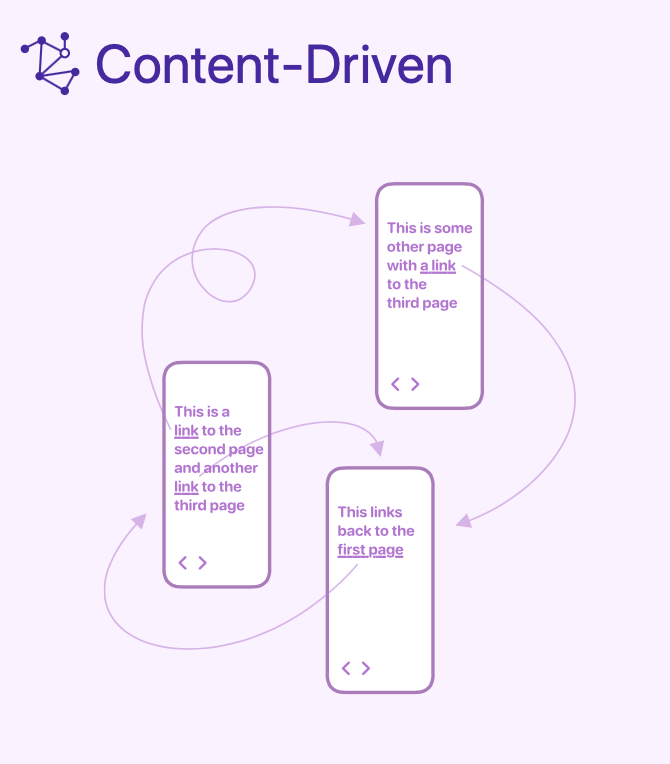 Content-Driven
This is some
other page
with a link
to the
third page
This is a
link to the
second page
and another
link to the
third page
This links
back to the
first page